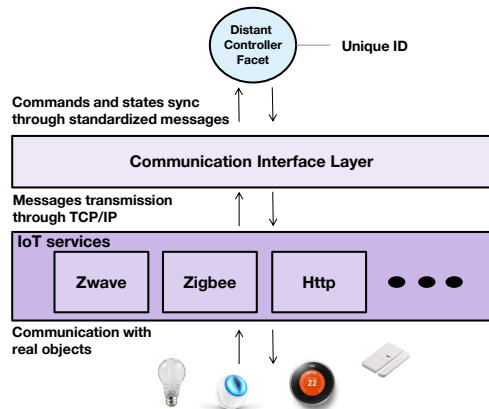 Distant
Controller
Facet
Unique ID
Commands and states sync
through standardized messages
Communication Interface Layer
Messages transmission
through TCP/IP
IoT services
Zwave
Zigbee
Http
Communication with
real objects
22